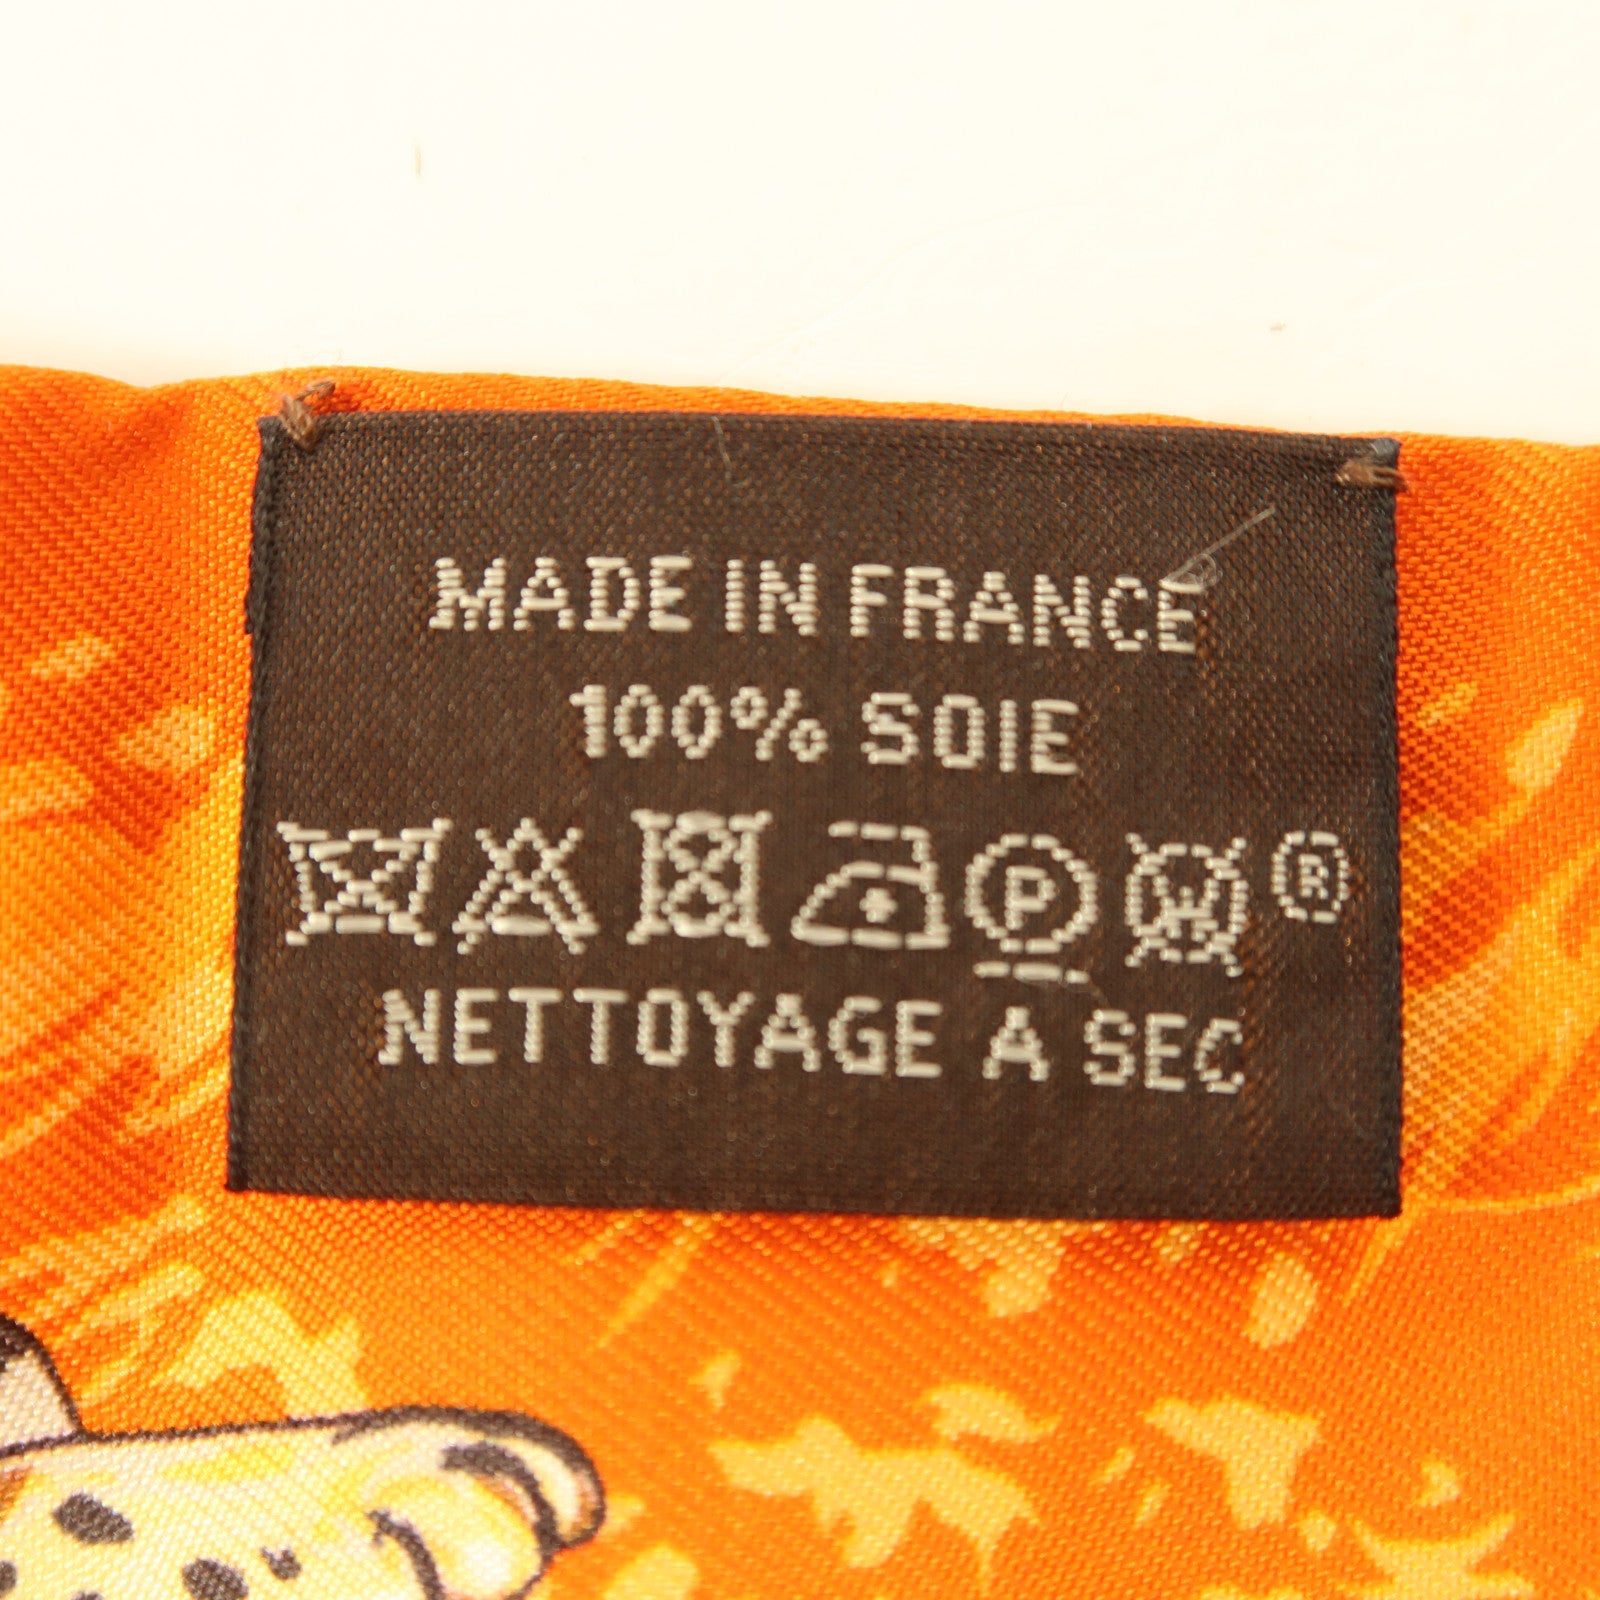 MADE IN FRANCE
100% SOIE
P W ®
NETTOYAGE A SEC